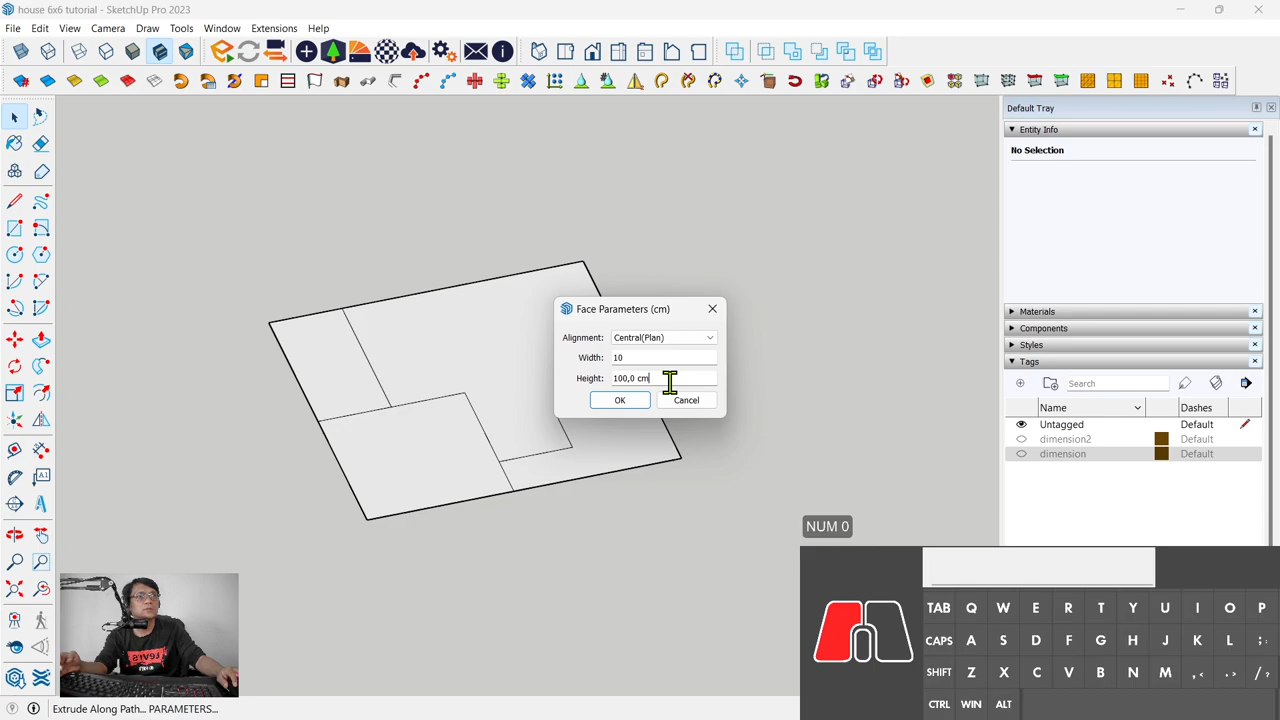 house 6x6 tutorial - SketchUp Pro 2023
File Edit View Camera Draw Tools Window Extensions Help
Default Tray
Entity Info
No Selection
Face Parameters (cm)
Alignment: Central(Plan)
Width: 10
Height: 100,0 cm
OK Cancel
Materials
Components
Styles
Tags
Search
Name Dashes
Untagged Default
dimension2 Default
dimension Default
NUM 0
TAB Q W E R T Y U I O P
CAPS A S D F G H J K L ; :
SHIFT Z X C V B N M , < . > / ?
CTRL WIN ALT
Extrude Along Path... PARAMETERS...